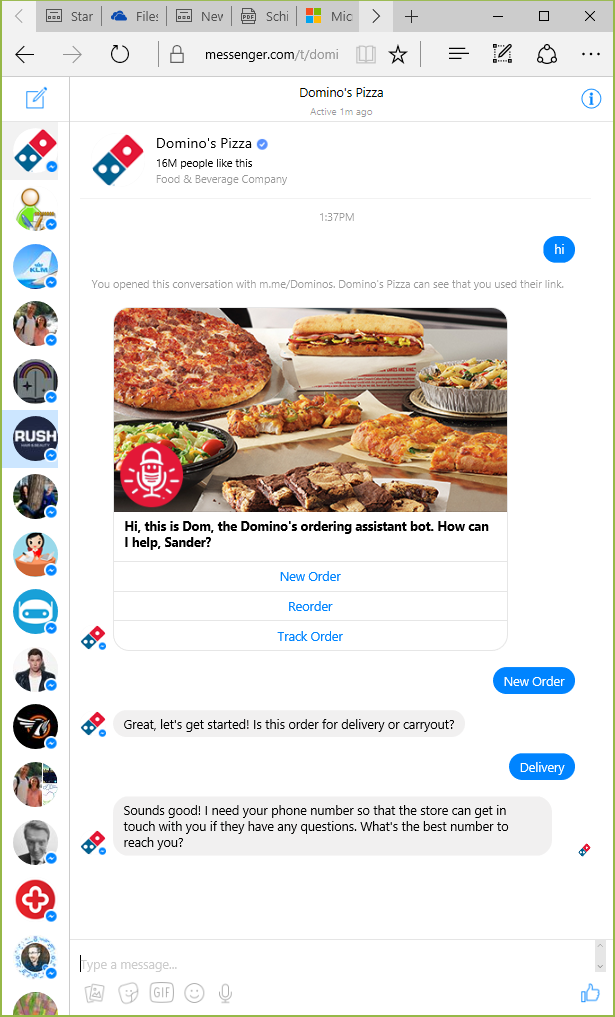 Star
Files
New
Schi
Mic
messenger.com/t/domi
Domino's Pizza
Active 1m ago
Domino's Pizza
16M people like this
Food & Beverage Company
1:37PM
hi
You opened this conversation with m.me/Dominos. Domino's Pizza can see that you used their link.
KLM
RUSH
HAIR & BEAUTY
Hi, this is Dom, the Domino's ordering assistant bot. How can
I help, Sander?
New Order
Reorder
Track Order
New Order
Great, let's get started! Is this order for delivery or carryout?
Delivery
Sounds good! I need your phone number so that the store can get in
touch with you if they have any questions. What's the best number to
reach you?
Type a message...
GIF